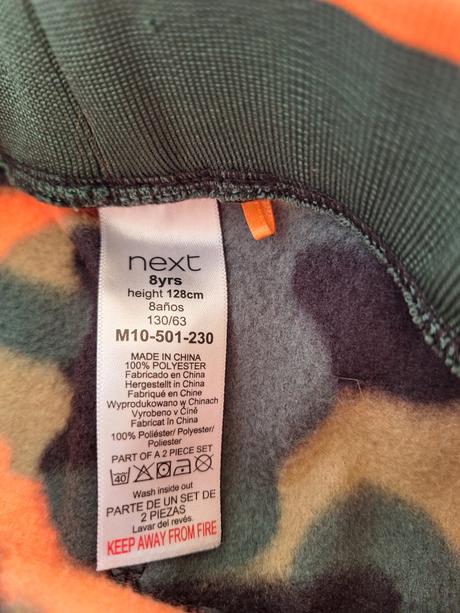 next
8yrs
height 128cm
8años
130/63
M10-501-230
MADE IN CHINA
100% POLYESTER
Fabricado en China
Hergestellt in China
Fabriqué en Chine
Wyprodukowano w Chinach
Vyrobeno v Číně
Fabricat în China
100% Poliéster/ Polyester/
Poliester
PART OF A 2 PIECE SET
40
Wash inside out
PARTE DE UN SET DE
2 PIEZAS
Lavar del revés.
KEEP AWAY FROM FIRE